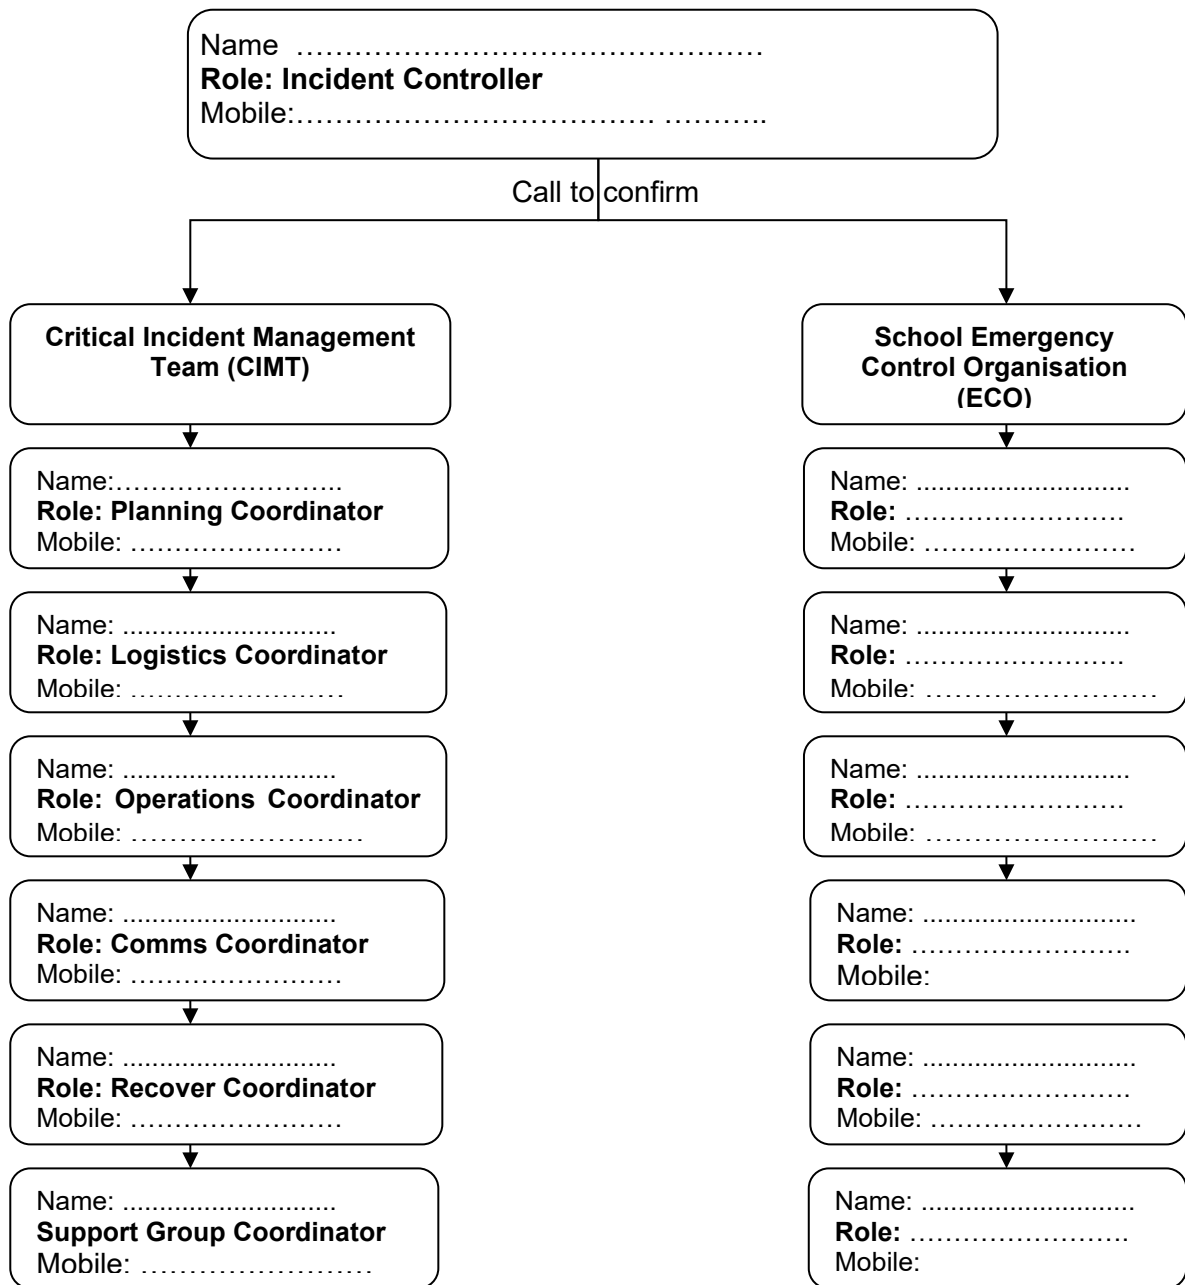 Name ……………………………………………
Role: Incident Controller
Mobile:……………………………… ………..
Call to confirm
Critical Incident Management
Team (CIMT)
Name:……………………..
Role: Planning Coordinator
Mobile: ……………………
Name: .............................
Role: Logistics Coordinator
Mobile: ……………………
Name: .............................
Role: Operations Coordinator
Mobile: ……………………
Name: .............................
Role: Comms Coordinator
Mobile: ……………………
Name: .............................
Role: Recover Coordinator
Mobile: ……………………
Name: .............................
Support Group Coordinator
Mobile: ……………………
School Emergency
Control Organisation
(ECO)
Name: .............................
Role: …………………….
Mobile: ……………………
Name: .............................
Role: …………………….
Mobile: ……………………
Name: .............................
Role: …………………….
Mobile: ……………………
Name: .............................
Role: …………………….
Mobile:
Name: .............................
Role: …………………….
Mobile: ……………………
Name: .............................
Role: …………………….
Mobile: